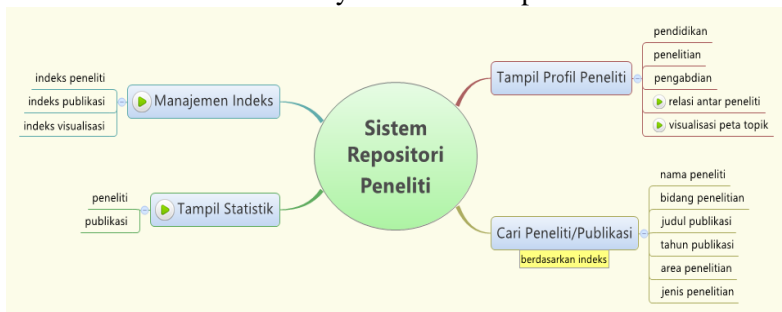 indeks peneliti
indeks publikasi
indeks visualisasi
Manajemen Indeks
peneliti
publikasi
Tampil Statistik
Sistem
Repositori
Peneliti
Tampil Profil Peneliti
pendidikan
penelitian
pengabdian
relasi antar peneliti
visualisasi peta topik
Cari Peneliti/Publikasi
berdasarkan indeks
nama peneliti
bidang penelitian
judul publikasi
tahun publikasi
area penelitian
jenis penelitian